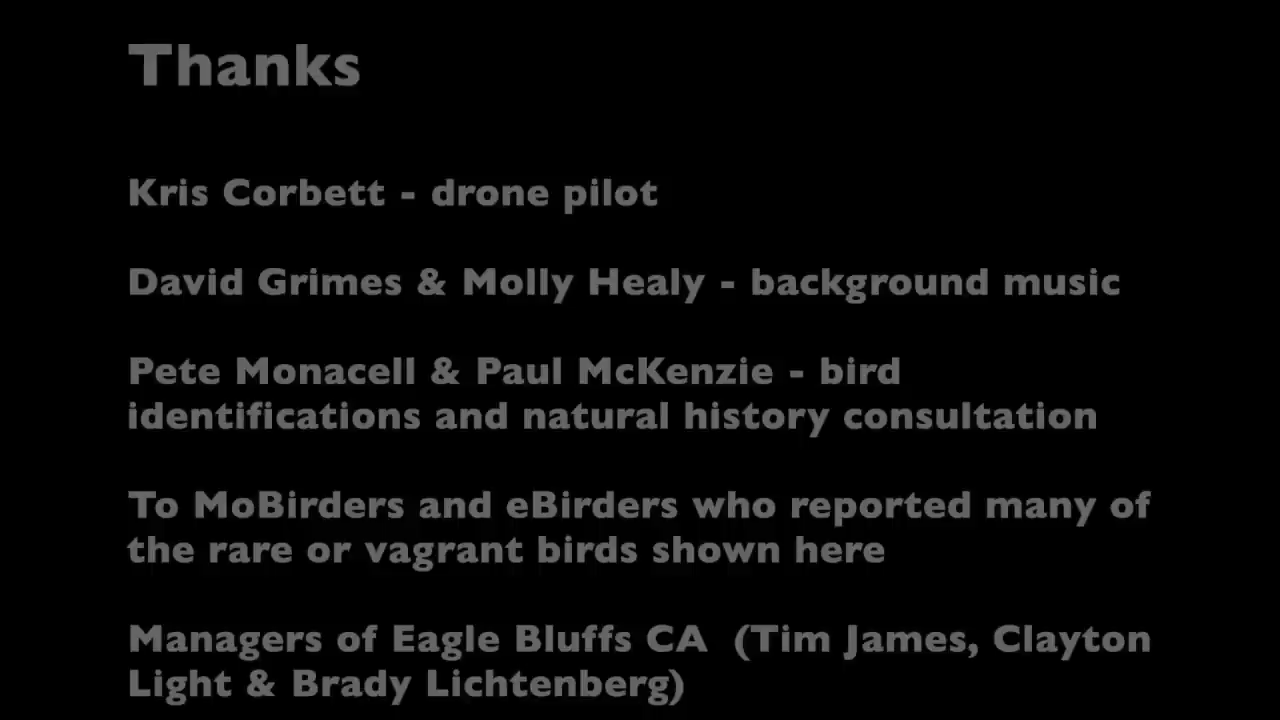 Thanks
Kris Corbett - drone pilot
David Grimes & Molly Healy - background music
Pete Monacell & Paul McKenzie - bird
identifications and natural history consultation
To MoBirders and eBirders who reported many of
the rare or vagrant birds shown here
Managers of Eagle Bluffs CA  (Tim James, Clayton
Light & Brady Lichtenberg)